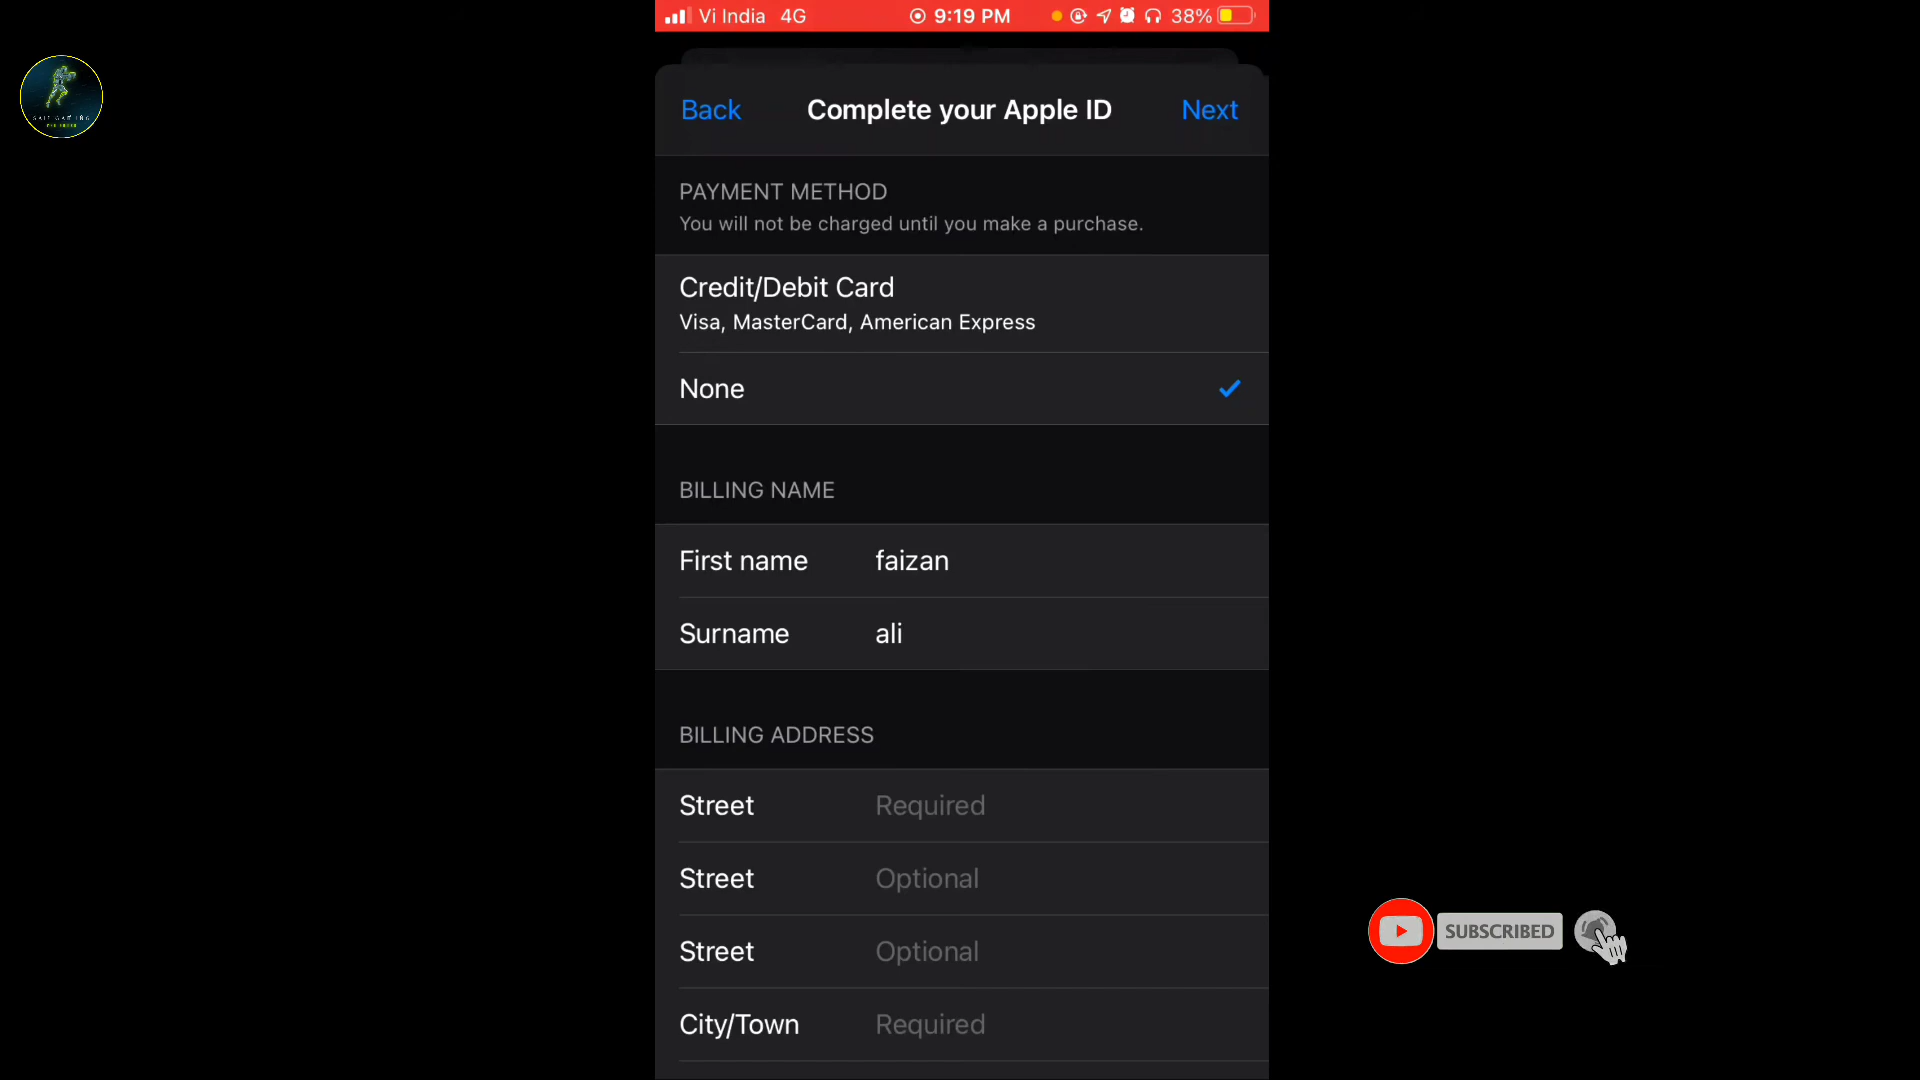 Vi India 4G 9:19 PM 38%
Back Complete your Apple ID Next
PAYMENT METHOD
You will not be charged until you make a purchase.
Credit/Debit Card
Visa, MasterCard, American Express
None
BILLING NAME
First name faizan
Surname ali
BILLING ADDRESS
Street Required
Street Optional
Street Optional
SUBSCRIBED
City/Town Required